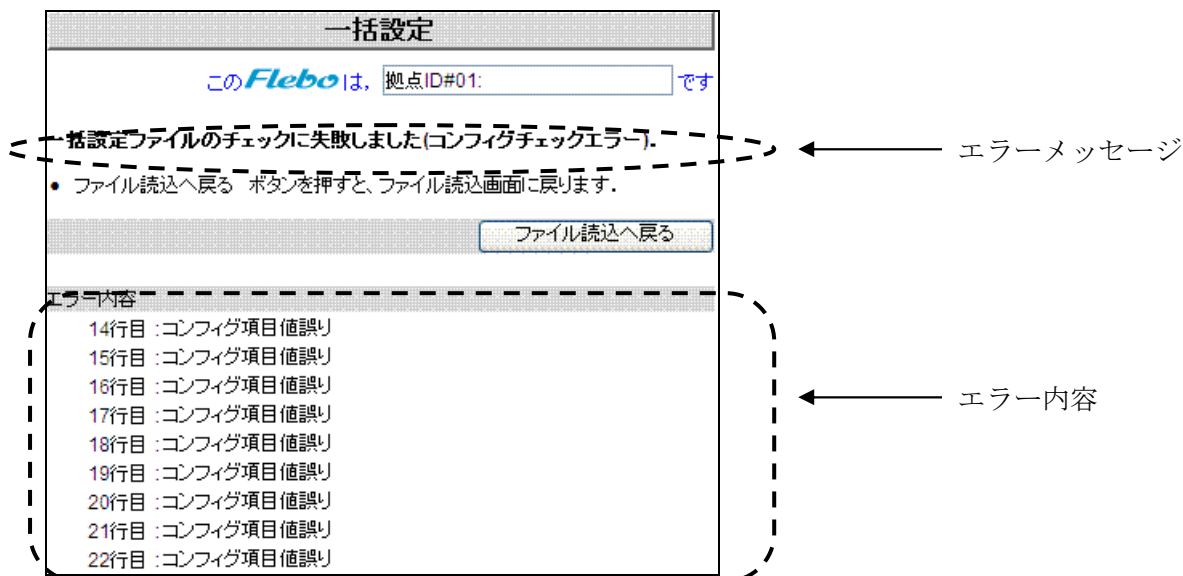 一括設定
このFleboは, 拠点ID#01: です
一括設定ファイルのチェックに失敗しました(コンフィグチェックエラー).
エラーメッセージ
• ファイル読込へ戻る ボタンを押すと、ファイル読込画面に戻ります.
ファイル読込へ戻る
エラー内容
14行目 :コンフィグ項目値誤り
15行目 :コンフィグ項目値誤り
16行目 :コンフィグ項目値誤り
17行目 :コンフィグ項目値誤り
エラー内容
18行目 :コンフィグ項目値誤り
19行目 :コンフィグ項目値誤り
20行目 :コンフィグ項目値誤り
21行目 :コンフィグ項目値誤り
22行目 :コンフィグ項目値誤り